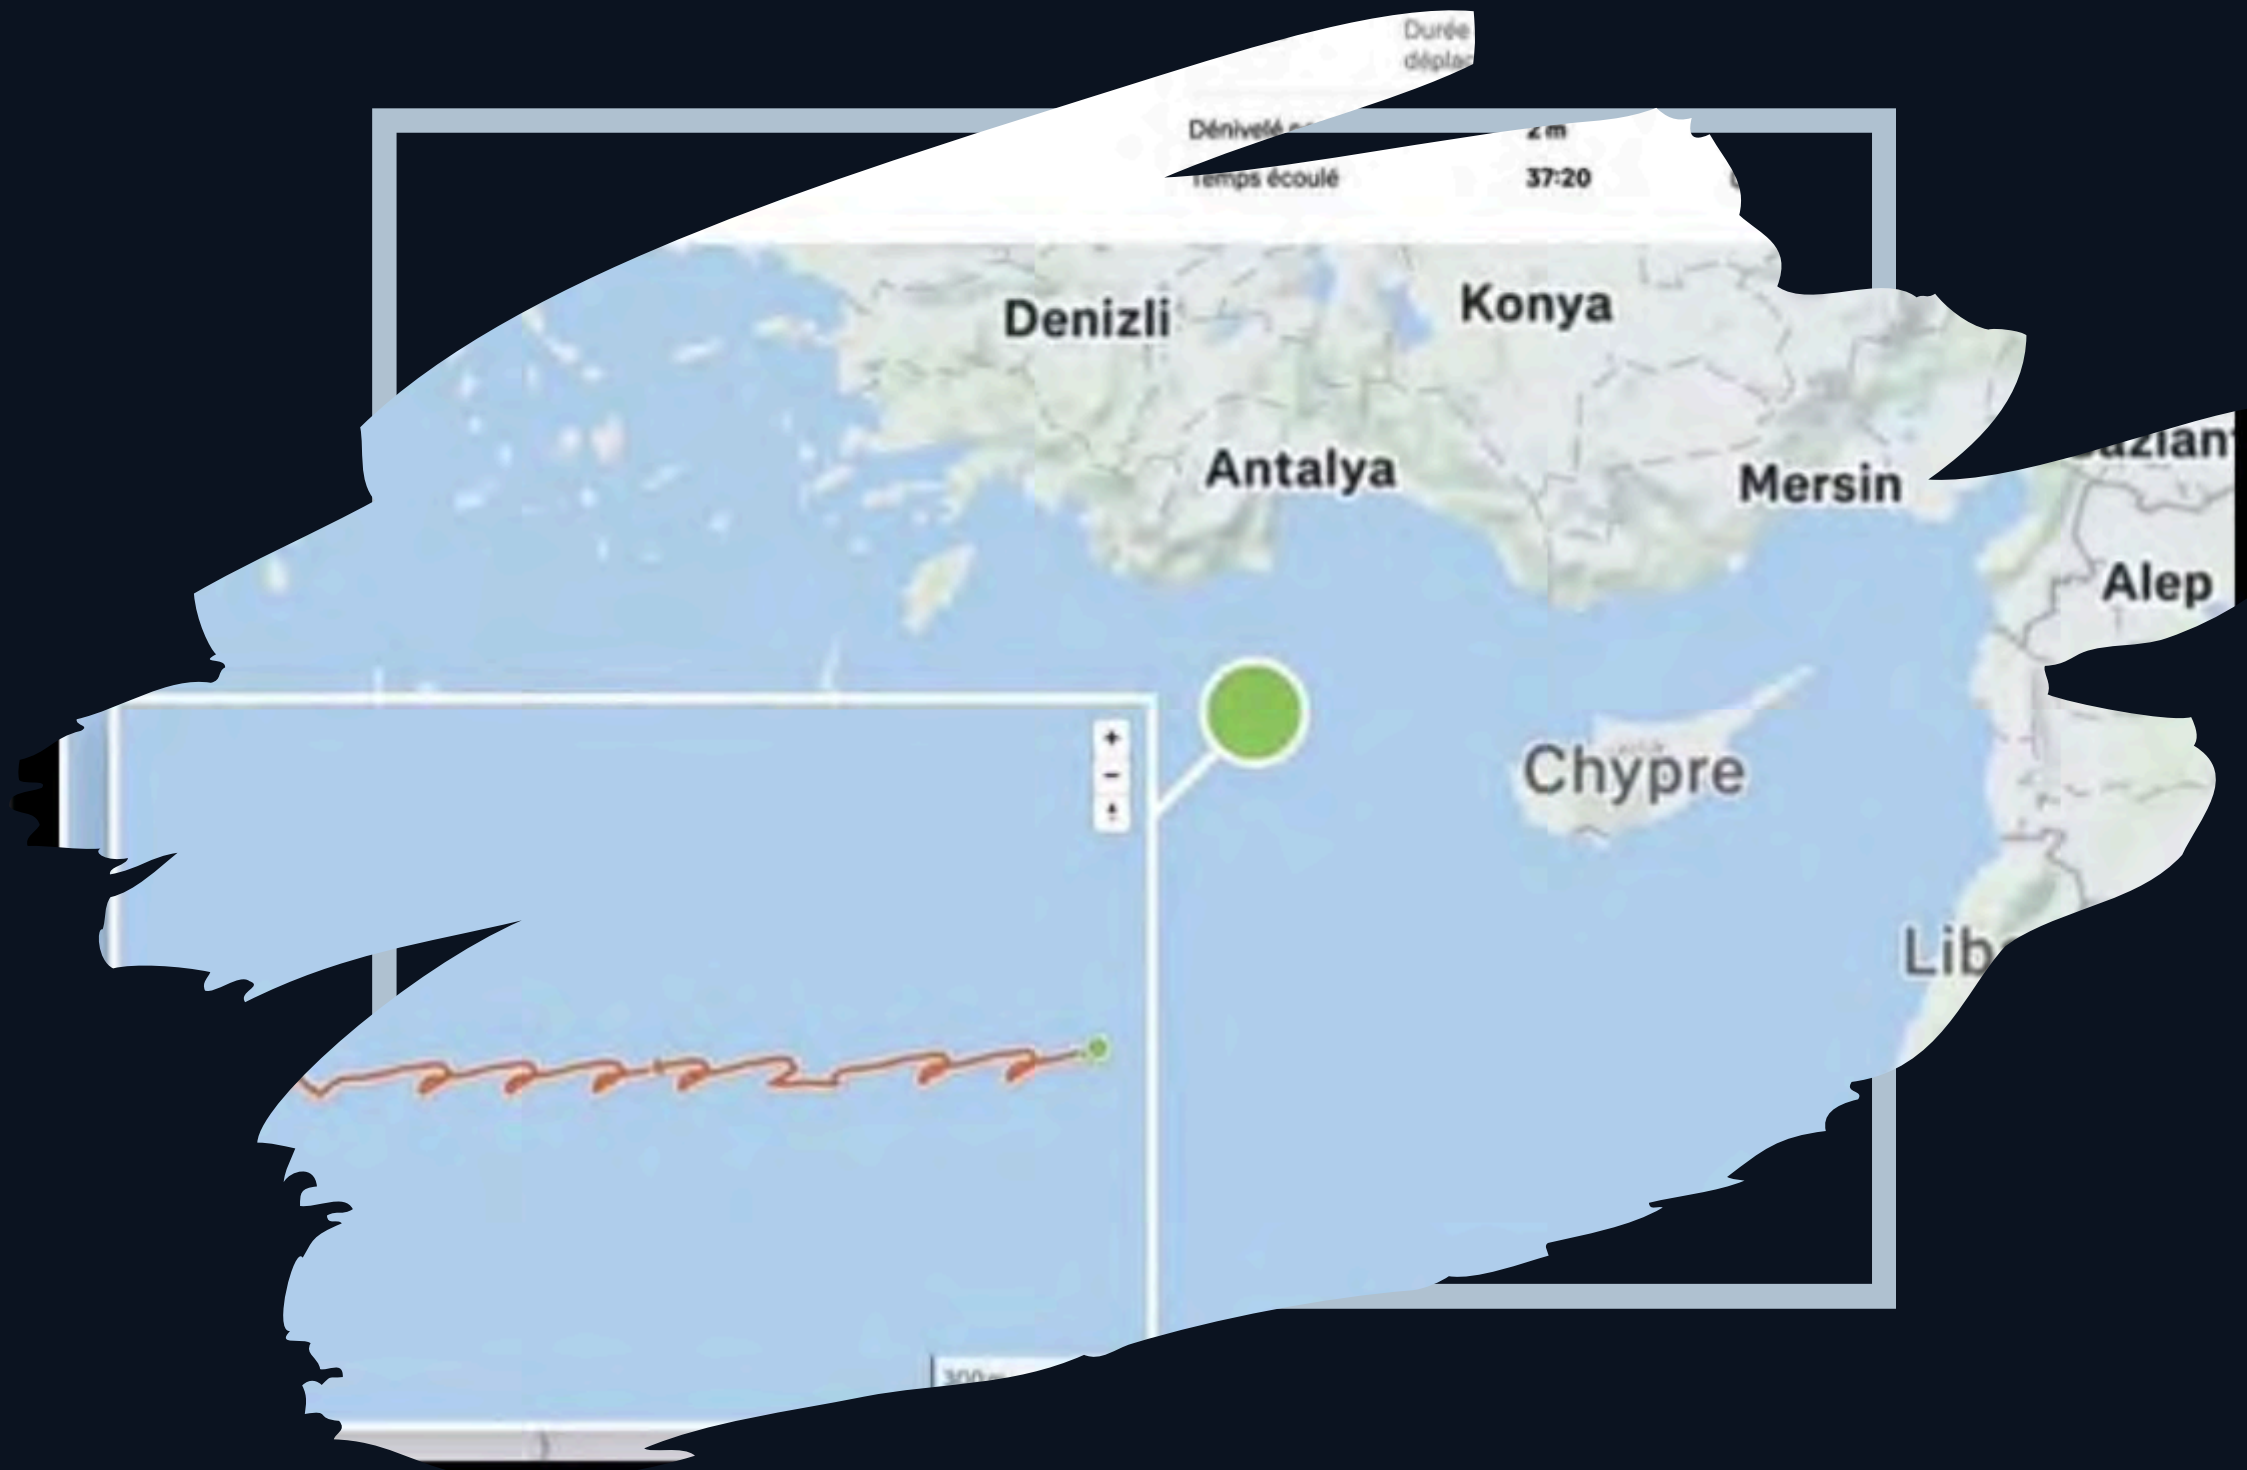 Durée
Dénivelé
2 m
Temps écoulé
37:20
Denizli
Konya
Antalya
Mersin
Alep
Chypre
+
−